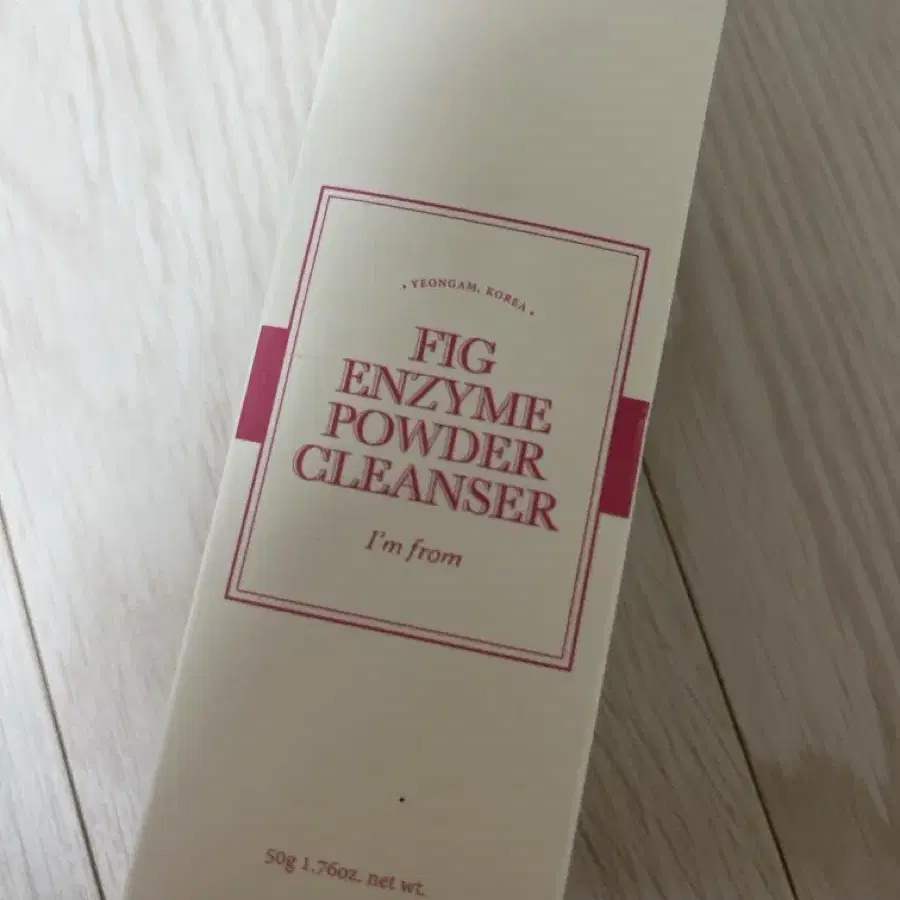 • YEONGAM, KOREA •
FIG
ENZYME
POWDER
CLEANSER
I'm from
50g 1.76oz. net wt.